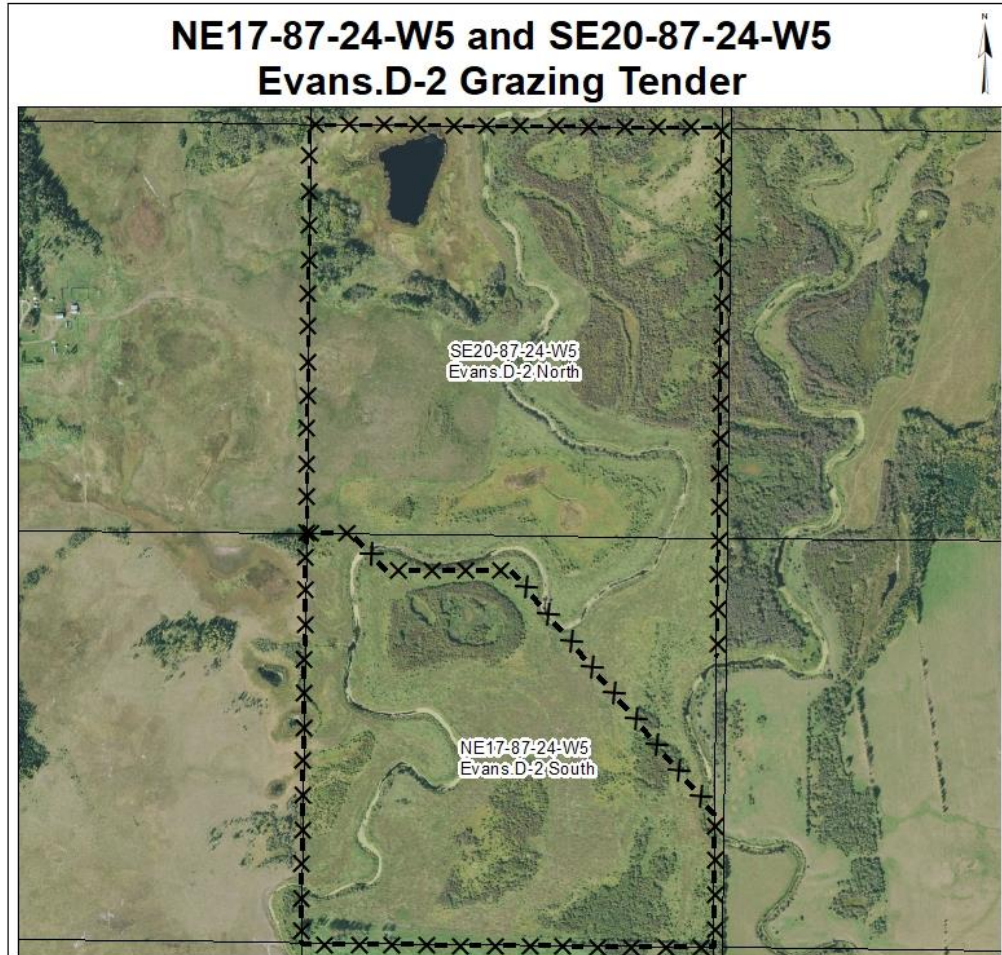 NE17-87-24-W5 and SE20-87-24-W5
Evans.D-2 Grazing Tender
N
SE20-87-24-W5
Evans.D-2 North
NE17-87-24-W5
Evans.D-2 South